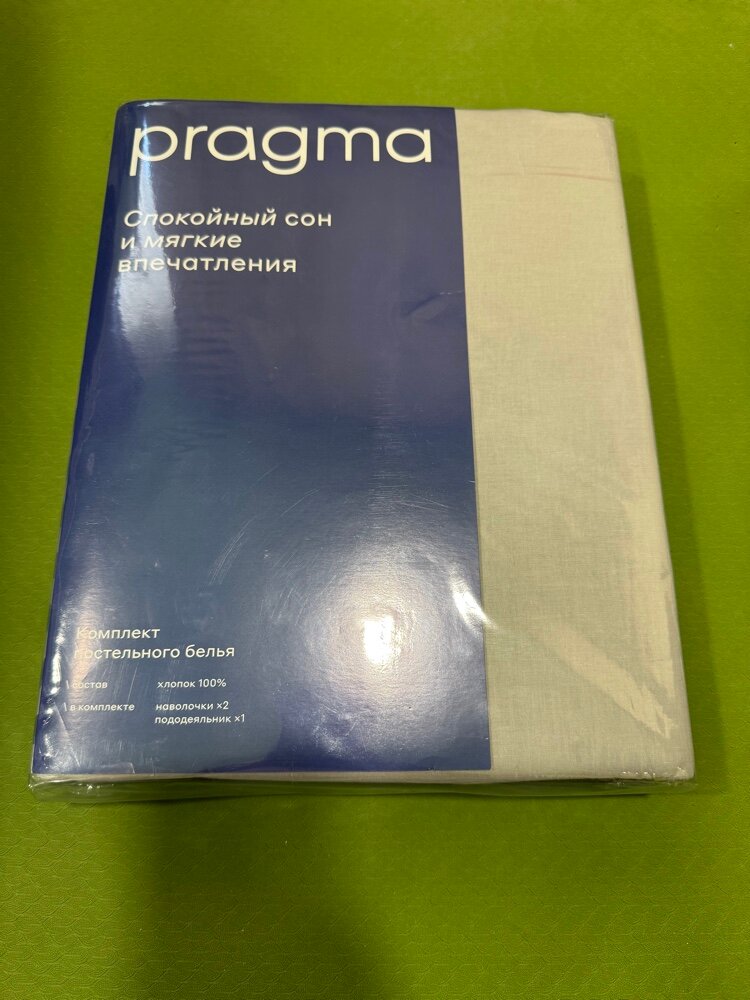 pragma
Спокойный сон
и мягкие
впечатления
Комплект
постельного белья
\ состав хлопок 100%
\ в комплекте наволочки ×2
пододеяльник ×1